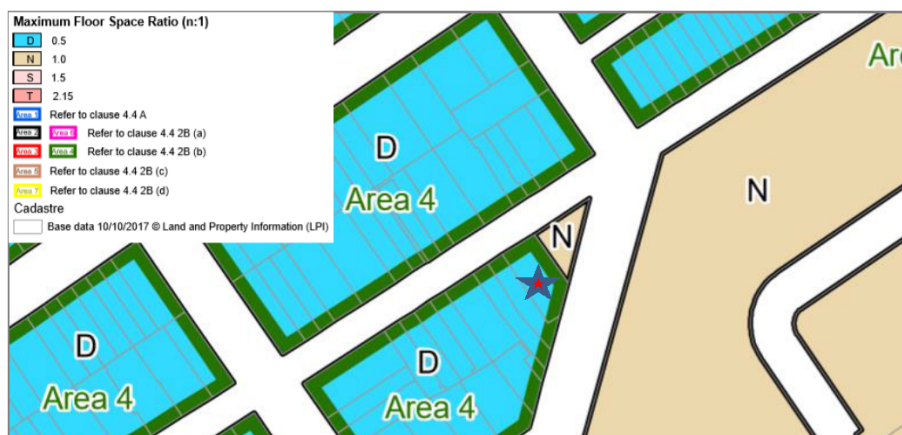 Maximum Floor Space Ratio (n:1)
D 0.5
N 1.0
S 1.5
T 2.15
Area 1 Refer to clause 4.4 A
Area 2 Refer to clause 4.4 2B (a)
Area 3 Area 4 Refer to clause 4.4 2B (b)
Area 5 Refer to clause 4.4 2B (c)
Area 7 Refer to clause 4.4 2B (d)
Cadastre
Base data 10/10/2017 © Land and Property Information (LPI)
D
Area 4
N
N
D
Area 4
D
Area 4